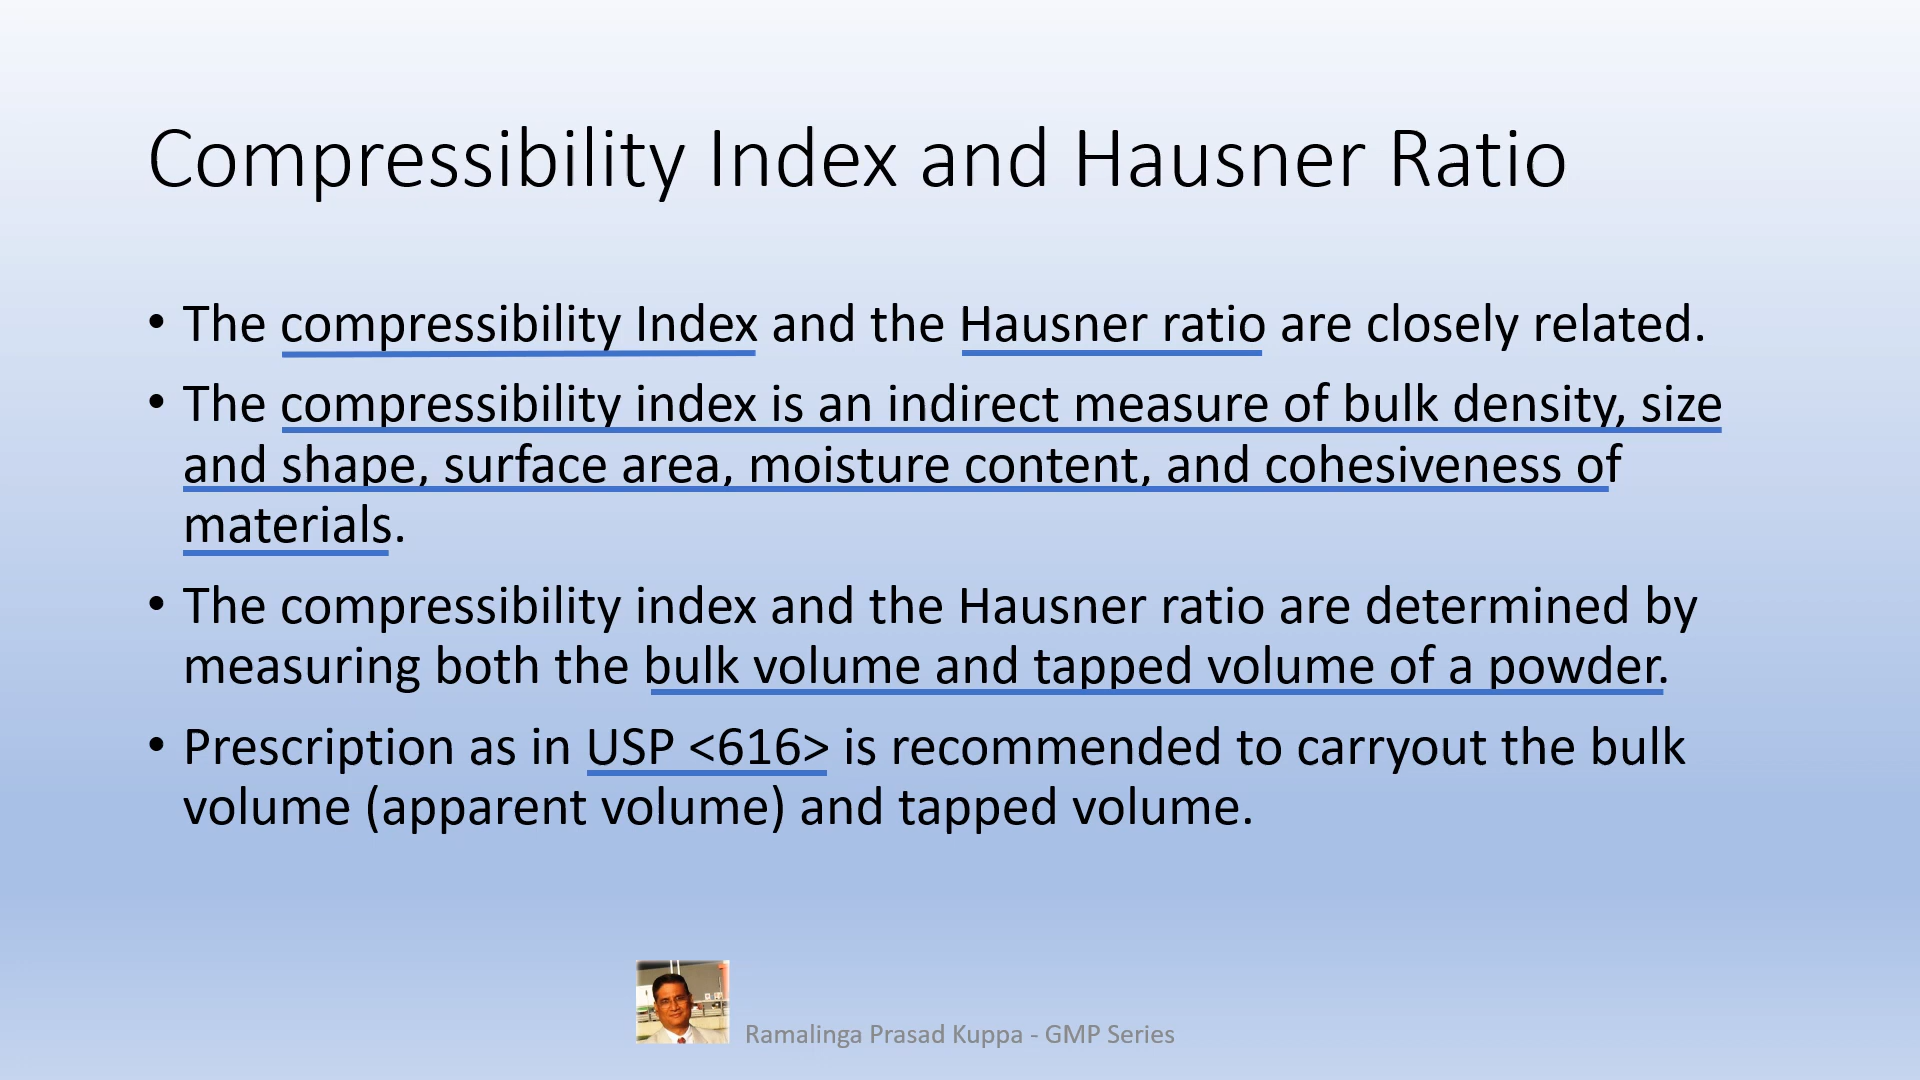 Compressibility Index and Hausner Ratio
• The compressibility Index and the Hausner ratio are closely related.
• The compressibility index is an indirect measure of bulk density, size
and shape, surface area, moisture content, and cohesiveness of
materials.
• The compressibility index and the Hausner ratio are determined by
measuring both the bulk volume and tapped volume of a powder.
• Prescription as in USP <616> is recommended to carryout the bulk
volume (apparent volume) and tapped volume.
Ramalinga Prasad Kuppa - GMP Series